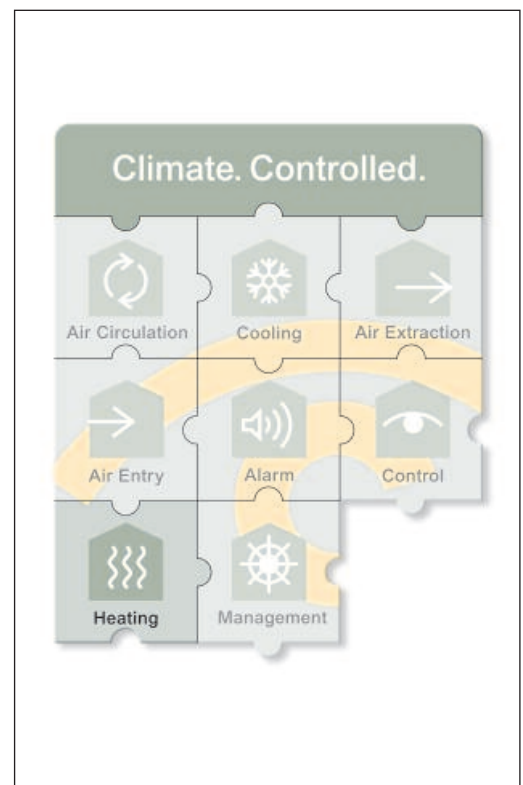 Climate. Controlled.
Air Circulation
Cooling
Air Extraction
Air Entry
Alarm
Control
Heating
Management